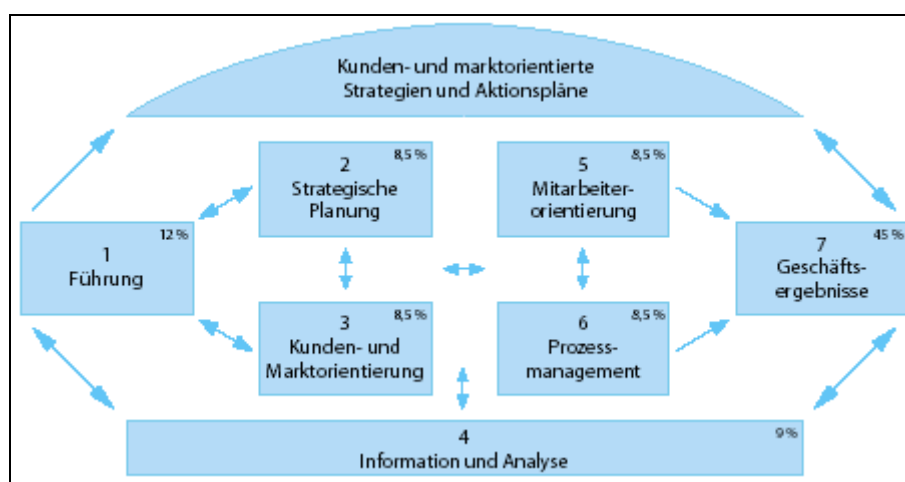 Kunden- und marktorientierte
Strategien und Aktionspläne
8,5 %
2
Strategische
Planung
8,5 %
5
Mitarbeiter-
orientierung
12 %
1
Führung
45 %
7
Geschäfts-
ergebnisse
8,5 %
3
Kunden- und
Marktorientierung
8,5 %
6
Prozess-
management
9 %
4
Information und Analyse